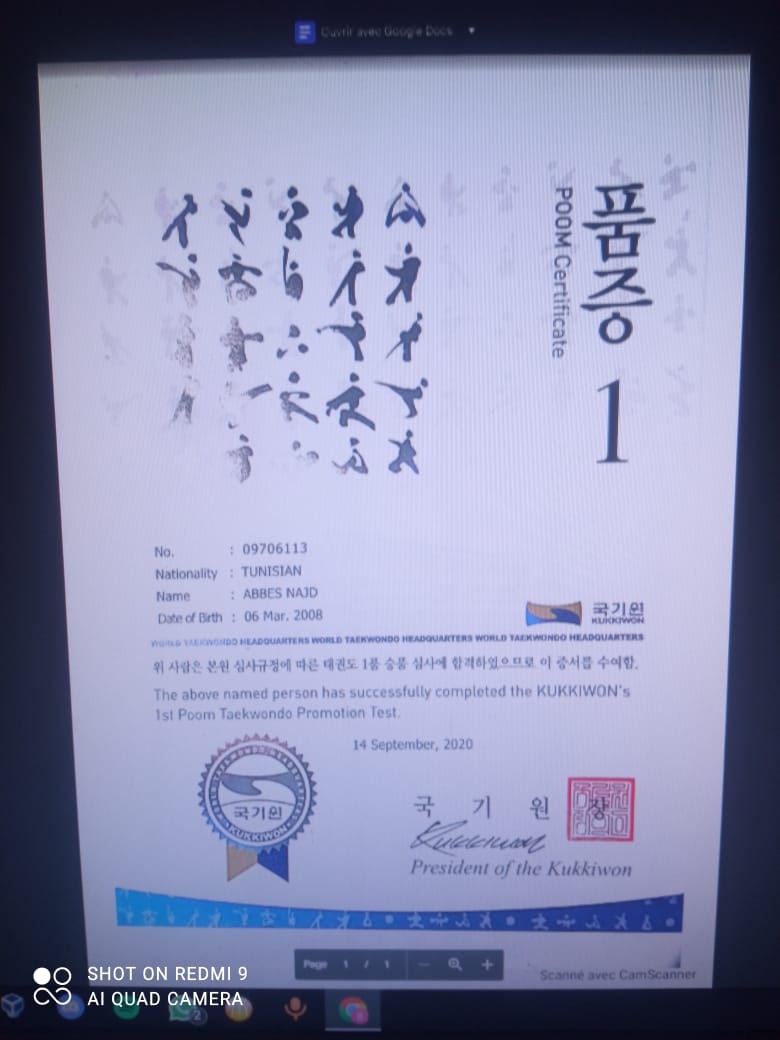 Ouvrir avec Google Docs
품증
POOM Certificate
1
No. : 09706113
Nationality : TUNISIAN
Name : ABBES NAJD
Date of Birth : 06 Mar. 2008
국기원
KUKKIWON
WORLD TAEKWONDO HEADQUARTERS WORLD TAEKWONDO HEADQUARTERS WORLD TAEKWONDO HEADQUARTERS
위 사람은 본원 심사규정에 따른 태권도 1품 승품 심사에 합격하였으므로 이 증서를 수여함.
The above named person has successfully completed the KUKKIWON's
1st Poom Taekwondo Promotion Test.
14 September, 2020
국기원
KUKKIWON
국 기 원 장
Kukkiwon
President of the Kukkiwon
Page 1 / 1
Scanné avec CamScanner
SHOT ON REDMI 9
AI QUAD CAMERA
2